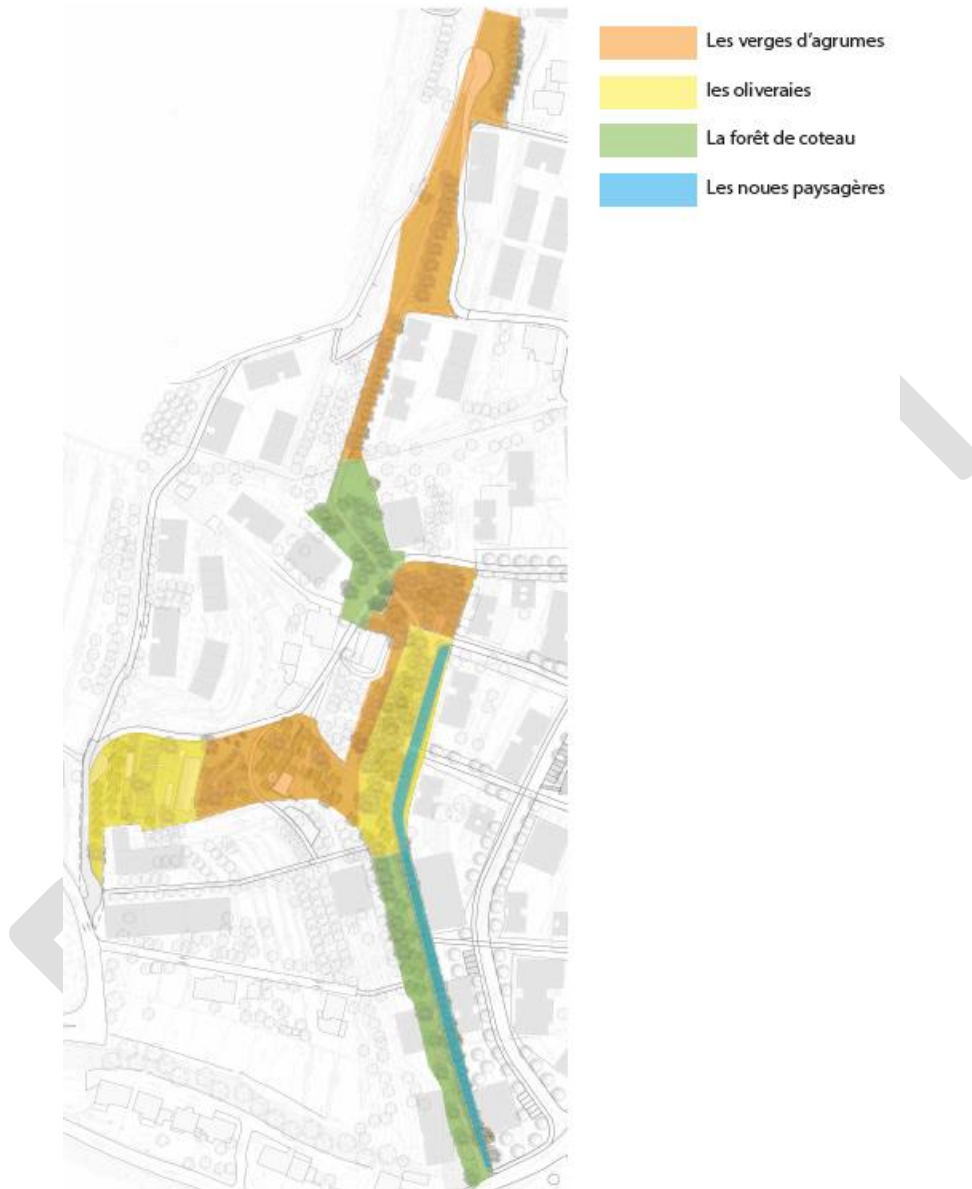 Les verges d'agrumes
les oliveraies
La forêt de coteau
Les noues paysagères